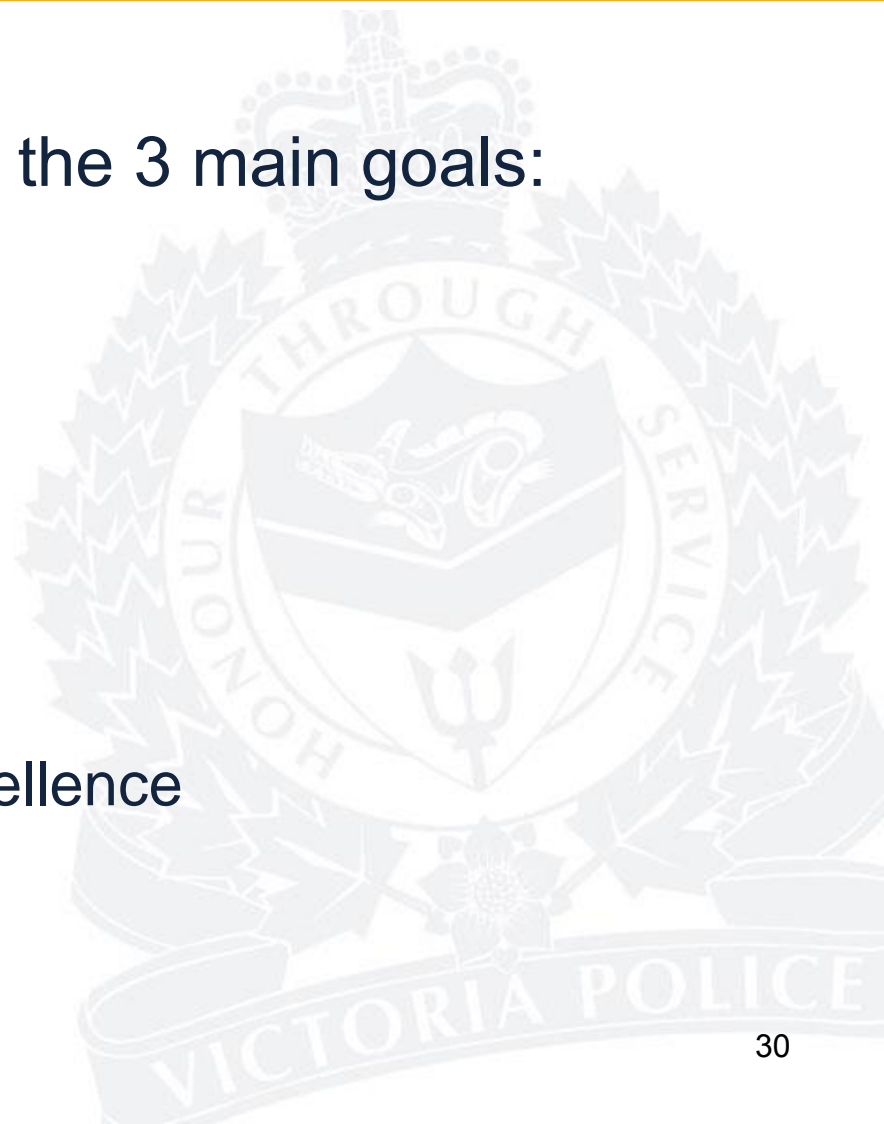 the 3 main goals:
HONOUR THROUGH SERVICE
ellence
VICTORIA POLICE
30